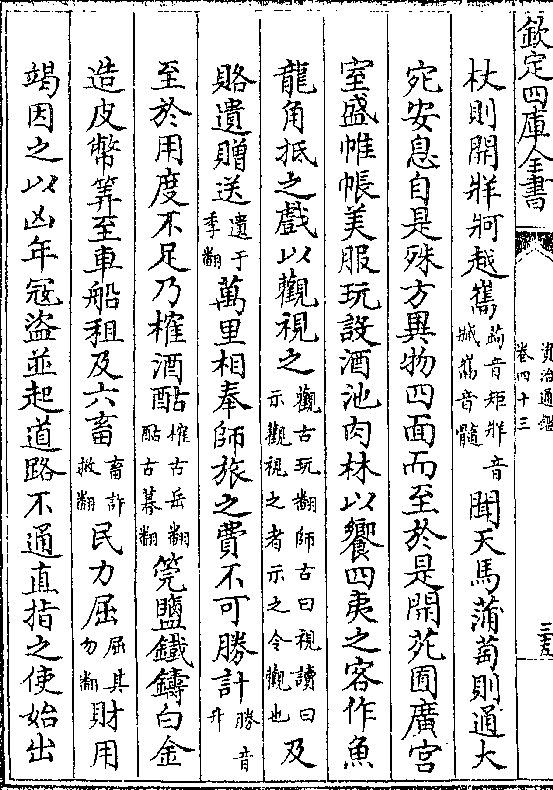 欽定四庫全書
資治通鑑
卷四十三
三五
杖則開牂牁越巂蒟音矩牂音臧巂音髓聞天馬蒲萄則通大
宛安息自是殊方異物四面而至於是開苑囿廣宮
室盛帷帳美服玩設酒池肉林以饗四夷之客作魚
龍角抵之戲以觀視之觀古玩翻師古曰視讀曰示觀視之者示之令觀也及
賂遺贈送遺于季翻萬里相奉師旅之費不可勝計勝音升
至於用度不足乃榷酒酤榷古岳翻酤古慕翻筦鹽鐵鑄白金
造皮幣筭至車船租及六畜畜許救翻民力屈屈其勿翻財用
竭因之以凶年冦盜並起道路不通直指之使始出